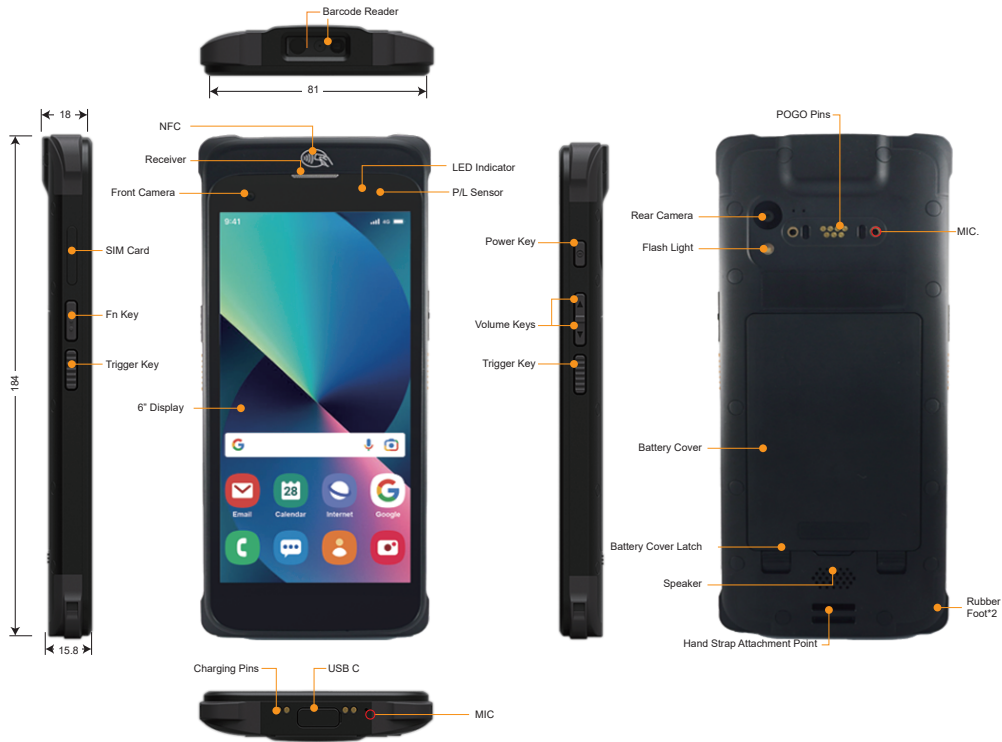 Barcode Reader
81
18
NFC
POGO Pins
Receiver
LED Indicator
Front Camera
P/L Sensor
Rear Camera
MIC.
9:41
4G
Power Key
Flash Light
SIM Card
Fn Key
Volume Keys
Trigger Key
Trigger Key
184
6” Display
G
Battery Cover
28
G
Email
Calendar
Internet
Google
Battery Cover Latch
Speaker
Rubber
Foot*2
15.8
Hand Strap Attachment Point
Charging Pins
USB C
MIC